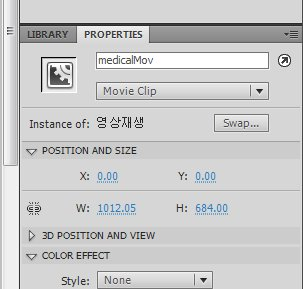 LIBRARY PROPERTIES
medicalMov
Movie Clip
Instance of: 영상재생 Swap...
POSITION AND SIZE
X: 0.00 Y: 0.00
W: 1012.05 H: 684.00
3D POSITION AND VIEW
COLOR EFFECT
Style: None